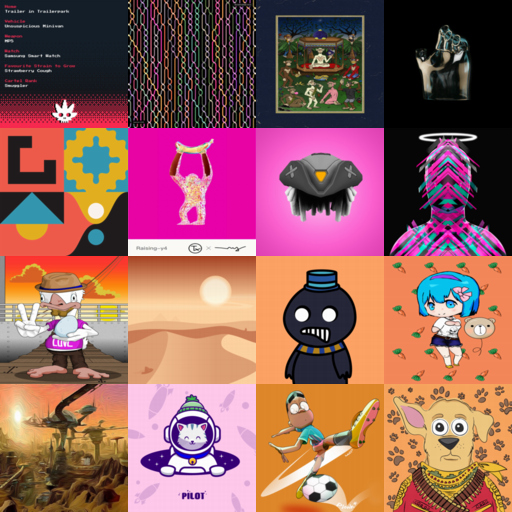 Home
Trailer in Trailerpark
Vehicle
Unsuspicious Minivan
Weapon
MP5
Watch
Samsung Smart Watch
Favourite Strain to Grow
Strawberry Cough
Cartel Rank
Smuggler
Raising-y4
X
LOVE
PILOT